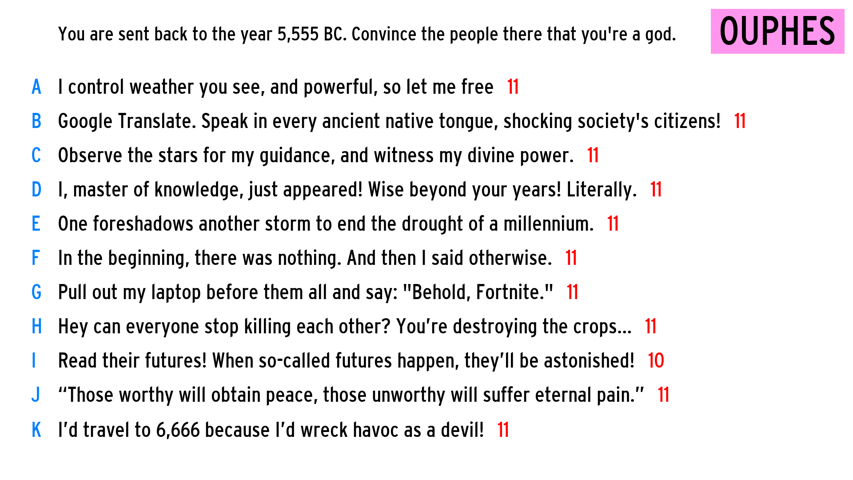 You are sent back to the year 5,555 BC. Convince the people there that you're a god.
OUPHES
A I control weather you see, and powerful, so let me free 11
B Google Translate. Speak in every ancient native tongue, shocking society's citizens! 11
C Observe the stars for my guidance, and witness my divine power. 11
D I, master of knowledge, just appeared! Wise beyond your years! Literally. 11
E One foreshadows another storm to end the drought of a millennium. 11
F In the beginning, there was nothing. And then I said otherwise. 11
G Pull out my laptop before them all and say: "Behold, Fortnite." 11
H Hey can everyone stop killing each other? You’re destroying the crops... 11
I Read their futures! When so-called futures happen, they’ll be astonished! 10
J “Those worthy will obtain peace, those unworthy will suffer eternal pain.” 11
K I’d travel to 6,666 because I’d wreck havoc as a devil! 11